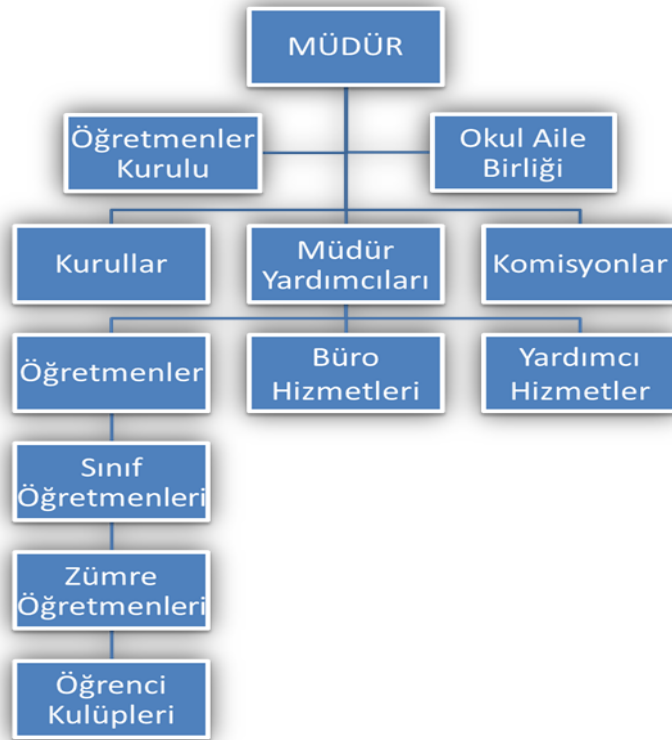 MÜDÜR
Öğretmenler
Kurulu
Okul Aile
Birliği
Kurullar
Müdür
Yardımcıları
Komisyonlar
Öğretmenler
Büro
Hizmetleri
Yardımcı
Hizmetler
Sınıf
Öğretmenleri
Zümre
Öğretmenleri
Öğrenci
Kulüpleri